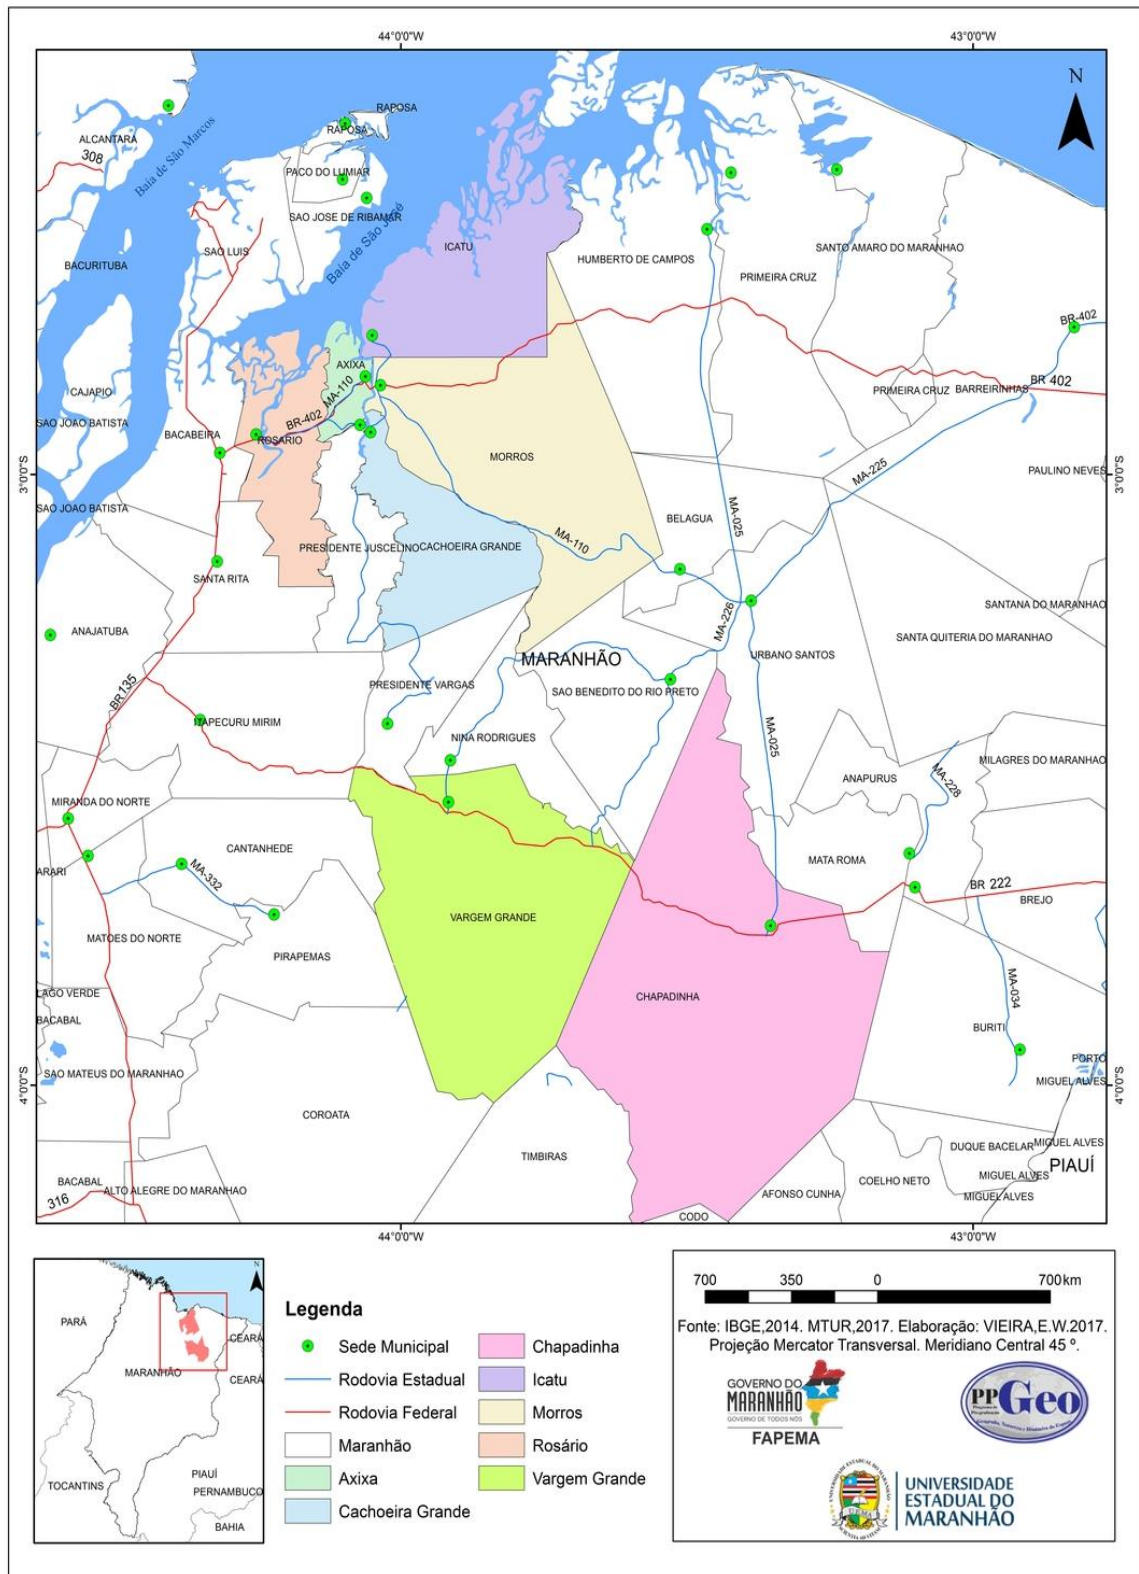 44°0'0"W
43°0'0"W
N
RAPOSA
RAPOSA
ALCANTARA
308
Baía de São Marcos
PACO DO LUMIAR
SAO JOSE DE RIBAMAR
Baía de São José
SAO LUIS
ICATU
HUMBERTO DE CAMPOS
SANTO AMARO DO MARANHAO
BACURITUBA
PRIMEIRA CRUZ
BR-402
AXIXA
MA-110
BR 402
CAJAPIO
PRIMEIRA CRUZ
BARREIRINHAS
SAO JOAO BATISTA
BR-402
BACABEIRA
ROSARIO
MORROS
3°0'0"S
3°0'0"S
MA-225
PAULINO NEVES
SAO JOAO BATISTA
BELAGUA
MA-025
PRESIDENTE JUSCELINO
CACHOEIRA GRANDE
MA-110
SANTA RITA
SANTANA DO MARANHAO
ANAJATUBA
MA-226
SANTA QUITERIA DO MARANHAO
MARANHÃO
URBANO SANTOS
BR 135
PRESIDENTE VARGAS
SAO BENEDITO DO RIO PRETO
ITAPECURU MIRIM
NINA RODRIGUES
MA-025
MILAGRES DO MARANHAO
ANAPURUS
MA-228
MIRANDA DO NORTE
CANTANHEDE
MATA ROMA
ARARI
MA-332
BR 222
BREJO
VARGEM GRANDE
MATOES DO NORTE
PIRAPEMAS
LAGO VERDE
CHAPADINHA
MA-034
BACABAL
BURITI
PORTO
SAO MATEUS DO MARANHAO
MIGUEL ALVES
4°0'0"S
4°0'0"S
COROATA
DUQUE BACELAR
MIGUEL ALVES
TIMBIRAS
PIAUÍ
BACABAL
ALTO ALEGRE DO MARANHAO
COELHO NETO
MIGUEL ALVES
AFONSO CUNHA
MIGUEL ALVES
316
CODO
44°0'0"W
43°0'0"W
N
PARÁ
CEARÁ
MARANHÃO
CEARÁ
TOCANTINS
PIAUÍ
PERNAMBUCO
BAHIA
Legenda
Sede Municipal
Rodovia Estadual
Rodovia Federal
Maranhão
Axixa
Cachoeira Grande
Chapadinha
Icatu
Morros
Rosário
Vargem Grande
700 350 0 700 km
Fonte: IBGE,2014. MTUR,2017. Elaboração: VIEIRA,E.W.2017.
Projeção Mercator Transversal. Meridiano Central 45 º.
GOVERNO DO
MARANHÃO
GOVERNO DE TODOS NÓS
FAPEMA
PPGeo
UNIVERSIDADE
ESTADUAL DO
MARANHÃO